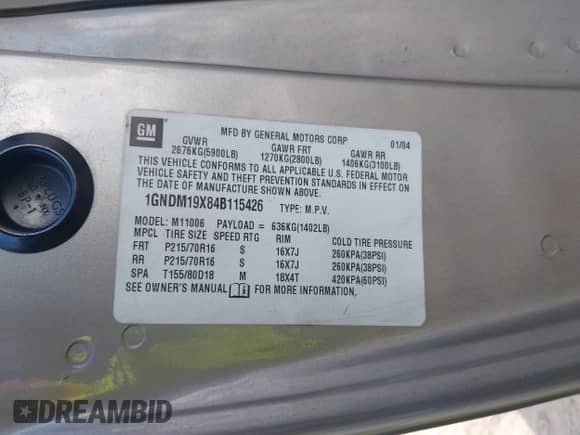 GM
MFD BY GENERAL MOTORS CORP 01/04
GVWR GAWR FRT GAWR RR
2676KG(5900LB) 1270KG(2800LB) 1406KG(3100LB)
THIS VEHICLE CONFORMS TO ALL APPLICABLE U.S. FEDERAL MOTOR
VEHICLE SAFETY AND THEFT PREVENTION STANDARDS IN EFFECT ON
THE DATE OF MANUFACTURE SHOWN ABOVE.
1GNDM19X84B115426 TYPE: M.P.V.
MODEL: M11006 PAYLOAD = 636KG(1402LB)
MPCL TIRE SIZE SPEED RTG RIM COLD TIRE PRESSURE
FRT P215/70R16 S 16X7J 260KPA(38PSI)
RR P215/70R16 S 16X7J 260KPA(38PSI)
SPA T155/80D18 M 18X4T 420KPA(60PSI)
SEE OWNER'S MANUAL FOR MORE INFORMATION.
DREAMBID